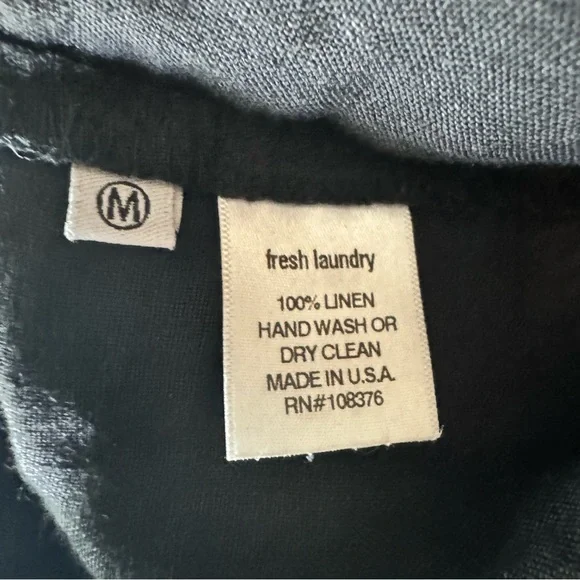 M
fresh laundry
100% LINEN
HAND WASH OR
DRY CLEAN
MADE IN U.S.A.
RN#108376